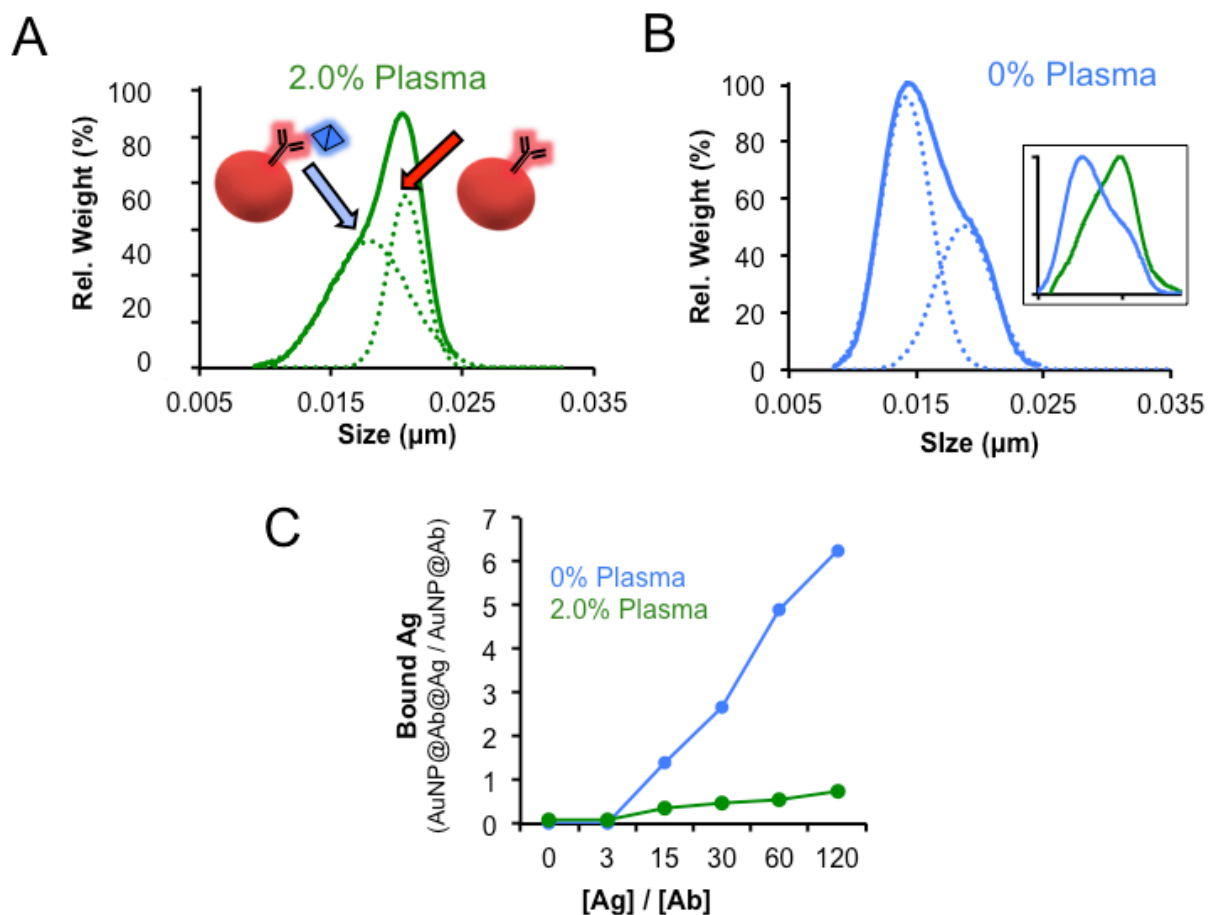 A
2.0% Plasma
Rel. Weight (%)
100
80
60
40
20
0
0.005
0.015
0.025
0.035
Size (µm)
B
0% Plasma
Rel. Weight (%)
100
80
60
40
20
0
0.005
0.015
0.025
0.035
SIze (µm)
C
0% Plasma
2.0% Plasma
Bound Ag
(AuNP@Ab@Ag / AuNP@Ab)
7
6
5
4
3
2
1
0
0
3
15
30
60
120
[Ag] / [Ab]